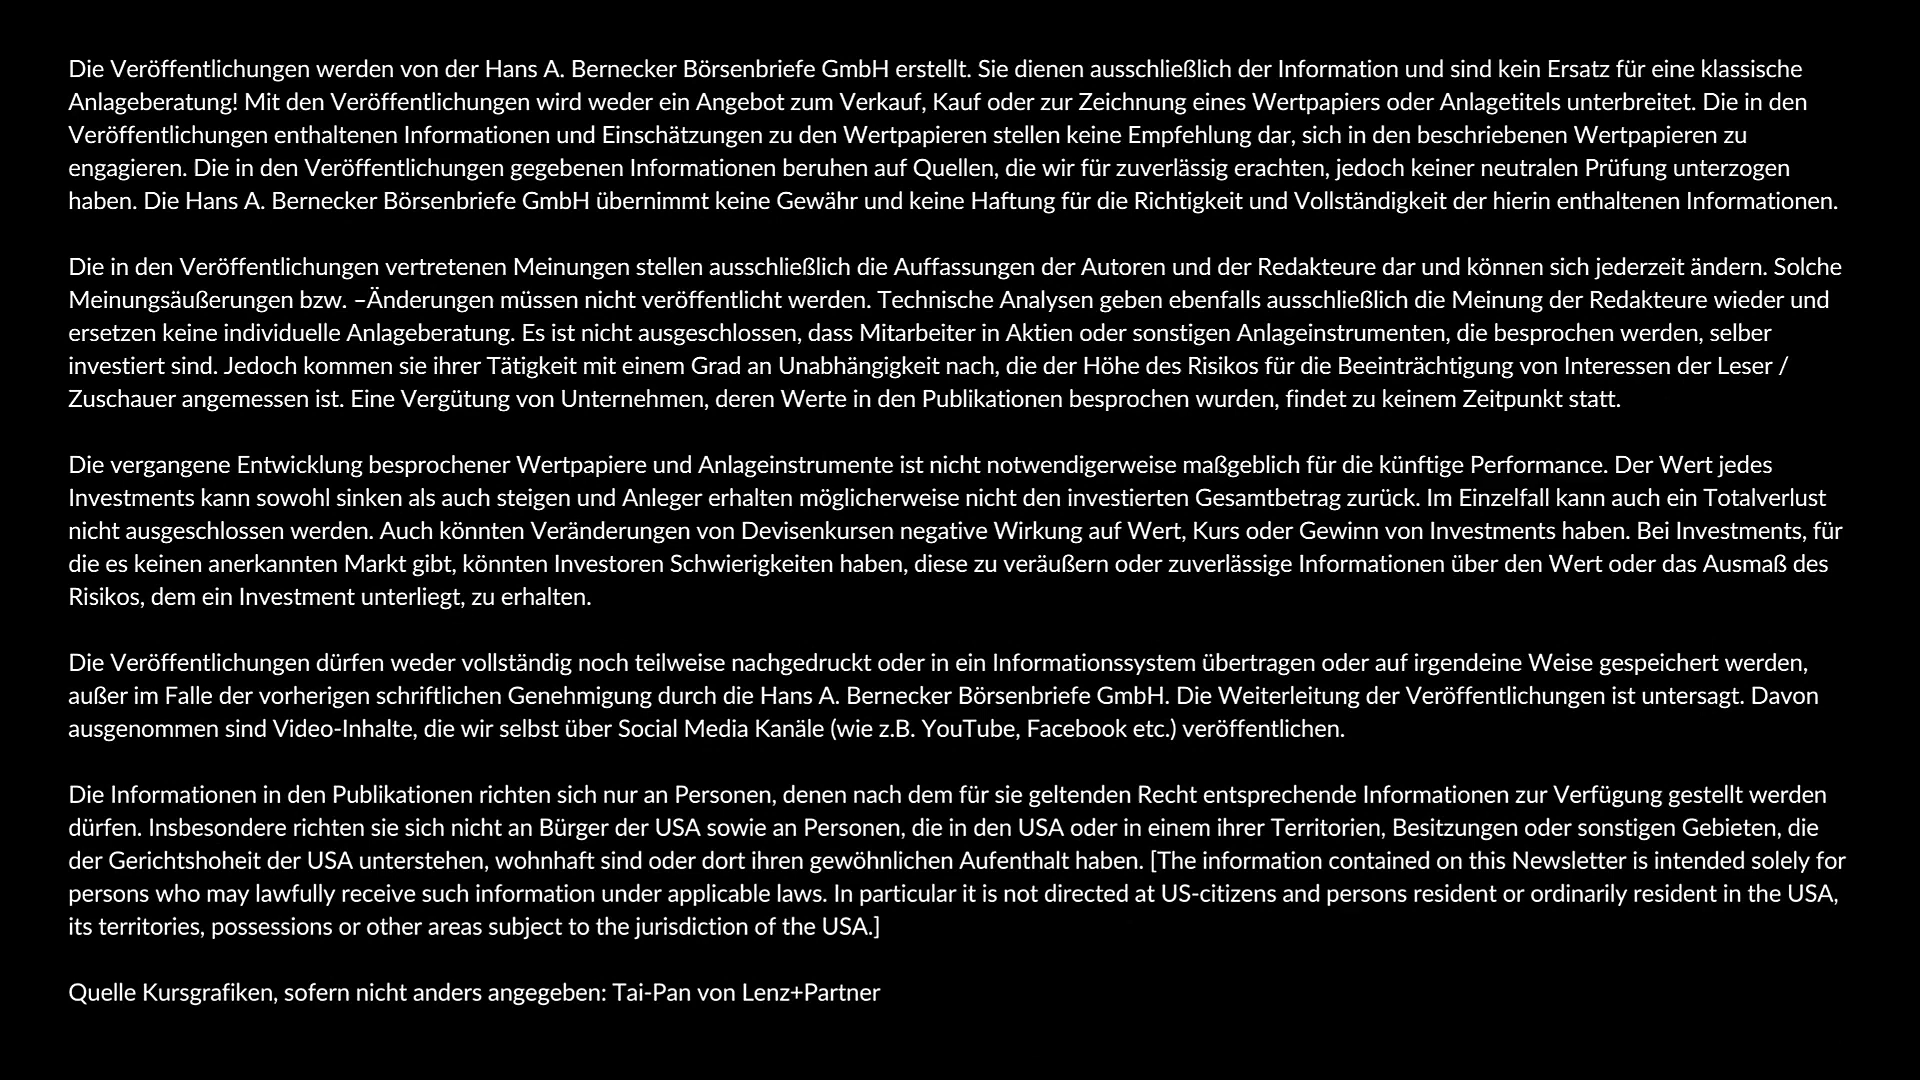 Die Veröffentlichungen werden von der Hans A. Bernecker Börsenbriefe GmbH erstellt. Sie dienen ausschließlich der Information und sind kein Ersatz für eine klassische
Anlageberatung! Mit den Veröffentlichungen wird weder ein Angebot zum Verkauf, Kauf oder zur Zeichnung eines Wertpapiers oder Anlagetitels unterbreitet. Die in den
Veröffentlichungen enthaltenen Informationen und Einschätzungen zu den Wertpapieren stellen keine Empfehlung dar, sich in den beschriebenen Wertpapieren zu
engagieren. Die in den Veröffentlichungen gegebenen Informationen beruhen auf Quellen, die wir für zuverlässig erachten, jedoch keiner neutralen Prüfung unterzogen
haben. Die Hans A. Bernecker Börsenbriefe GmbH übernimmt keine Gewähr und keine Haftung für die Richtigkeit und Vollständigkeit der hierin enthaltenen Informationen.
Die in den Veröffentlichungen vertretenen Meinungen stellen ausschließlich die Auffassungen der Autoren und der Redakteure dar und können sich jederzeit ändern. Solche
Meinungsäußerungen bzw. –Änderungen müssen nicht veröffentlicht werden. Technische Analysen geben ebenfalls ausschließlich die Meinung der Redakteure wieder und
ersetzen keine individuelle Anlageberatung. Es ist nicht ausgeschlossen, dass Mitarbeiter in Aktien oder sonstigen Anlageinstrumenten, die besprochen werden, selber
investiert sind. Jedoch kommen sie ihrer Tätigkeit mit einem Grad an Unabhängigkeit nach, die der Höhe des Risikos für die Beeinträchtigung von Interessen der Leser /
Zuschauer angemessen ist. Eine Vergütung von Unternehmen, deren Werte in den Publikationen besprochen wurden, findet zu keinem Zeitpunkt statt.
Die vergangene Entwicklung besprochener Wertpapiere und Anlageinstrumente ist nicht notwendigerweise maßgeblich für die künftige Performance. Der Wert jedes
Investments kann sowohl sinken als auch steigen und Anleger erhalten möglicherweise nicht den investierten Gesamtbetrag zurück. Im Einzelfall kann auch ein Totalverlust
nicht ausgeschlossen werden. Auch könnten Veränderungen von Devisenkursen negative Wirkung auf Wert, Kurs oder Gewinn von Investments haben. Bei Investments, für
die es keinen anerkannten Markt gibt, könnten Investoren Schwierigkeiten haben, diese zu veräußern oder zuverlässige Informationen über den Wert oder das Ausmaß des
Risikos, dem ein Investment unterliegt, zu erhalten.
Die Veröffentlichungen dürfen weder vollständig noch teilweise nachgedruckt oder in ein Informationssystem übertragen oder auf irgendeine Weise gespeichert werden,
außer im Falle der vorherigen schriftlichen Genehmigung durch die Hans A. Bernecker Börsenbriefe GmbH. Die Weiterleitung der Veröffentlichungen ist untersagt. Davon
ausgenommen sind Video-Inhalte, die wir selbst über Social Media Kanäle (wie z.B. YouTube, Facebook etc.) veröffentlichen.
Die Informationen in den Publikationen richten sich nur an Personen, denen nach dem für sie geltenden Recht entsprechende Informationen zur Verfügung gestellt werden
dürfen. Insbesondere richten sie sich nicht an Bürger der USA sowie an Personen, die in den USA oder in einem ihrer Territorien, Besitzungen oder sonstigen Gebieten, die
der Gerichtshoheit der USA unterstehen, wohnhaft sind oder dort ihren gewöhnlichen Aufenthalt haben. [The information contained on this Newsletter is intended solely for
persons who may lawfully receive such information under applicable laws. In particular it is not directed at US-citizens and persons resident or ordinarily resident in the USA,
its territories, possessions or other areas subject to the jurisdiction of the USA.]
Quelle Kursgrafiken, sofern nicht anders angegeben: Tai-Pan von Lenz+Partner